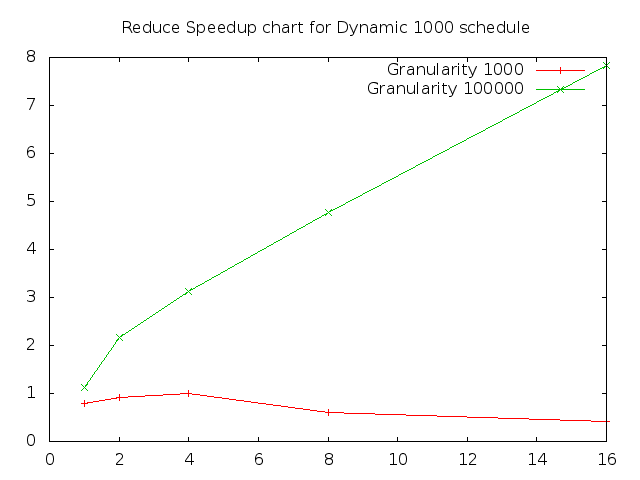 Reduce Speedup chart for Dynamic 1000 schedule
8
7
6
5
4
3
2
1
0
Granularity 1000
Granularity 100000
0 2 4 6 8 10 12 14 16